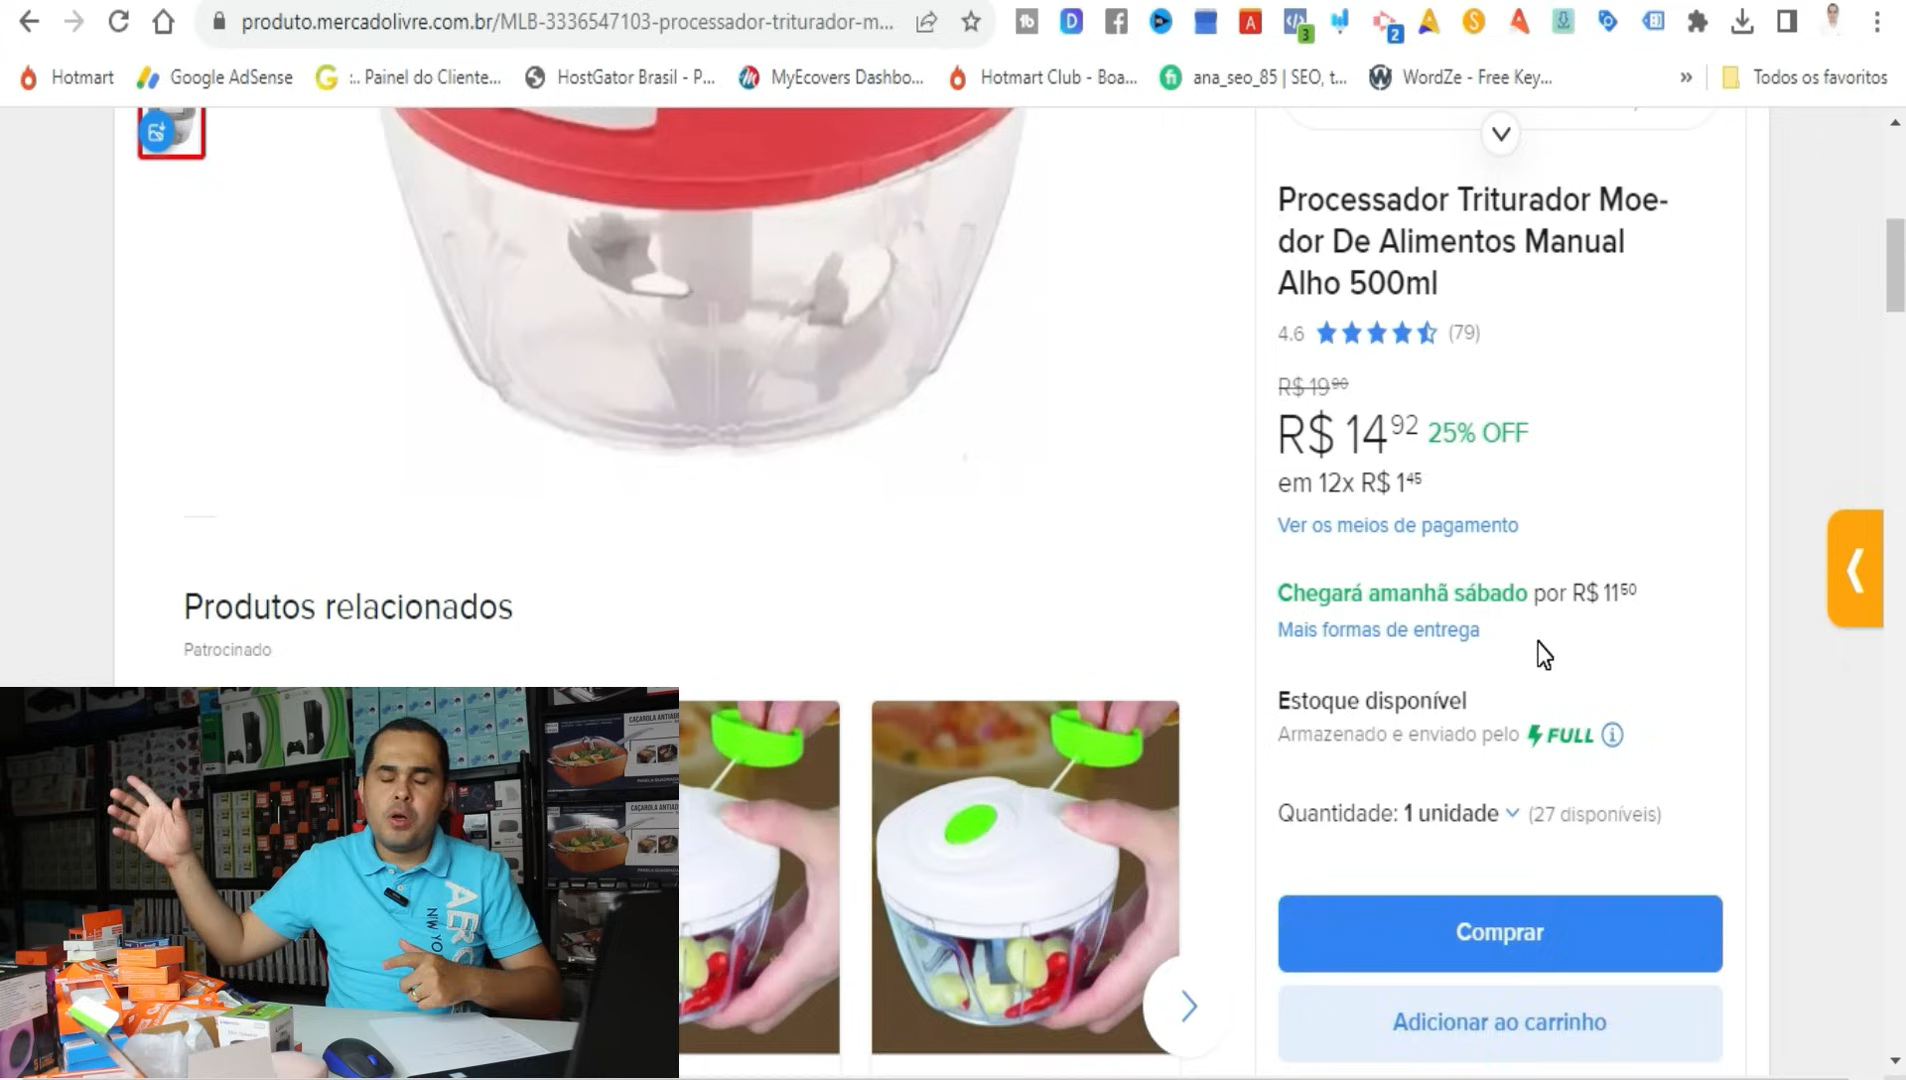 produto.mercadolivre.com.br/MLB-3336547103-processador-triturador-m...
Hotmart
Google AdSense
:.. Painel do Cliente...
HostGator Brasil - P...
MyEcovers Dashbo...
Hotmart Club - Boa...
ana_seo_85 | SEO, t...
WordZe - Free Key...
»
Todos os favoritos
Processador Triturador Moe-
dor De Alimentos Manual
Alho 500ml
4.6 (79)
R$ 19⁹⁰
R$ 14⁹² 25% OFF
em 12x R$ 1⁴⁵
Ver os meios de pagamento
Chegará amanhã sábado por R$ 11⁵⁰
Mais formas de entrega
Estoque disponível
Armazenado e enviado pelo FULL
Quantidade: 1 unidade (27 disponíveis)
Comprar
Adicionar ao carrinho
Produtos relacionados
Patrocinado
CAÇAROLA ANTIADE
CAÇAROLA ANTIAD
AERO
NEW YO